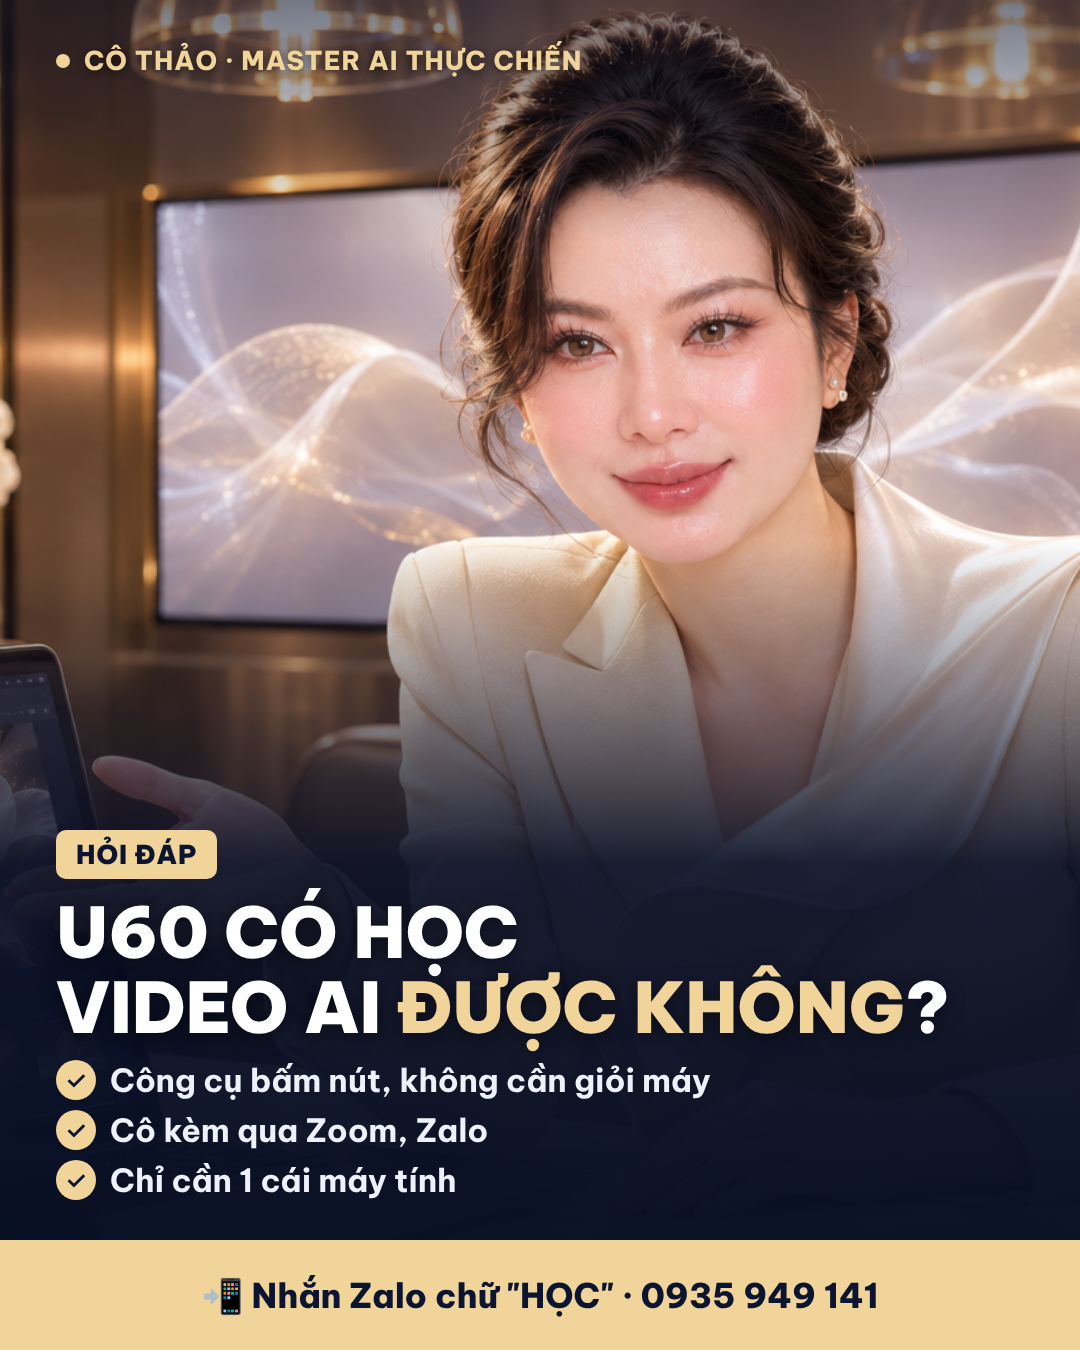 CÔ THẢO · MASTER AI THỰC CHIẾN
HỎI ĐÁP
U60 CÓ HỌC
VIDEO AI ĐƯỢC KHÔNG?
Công cụ bấm nút, không cần giỏi máy
Cô kèm qua Zoom, Zalo
Chỉ cần 1 cái máy tính
📲 Nhắn Zalo chữ "HỌC" · 0935 949 141